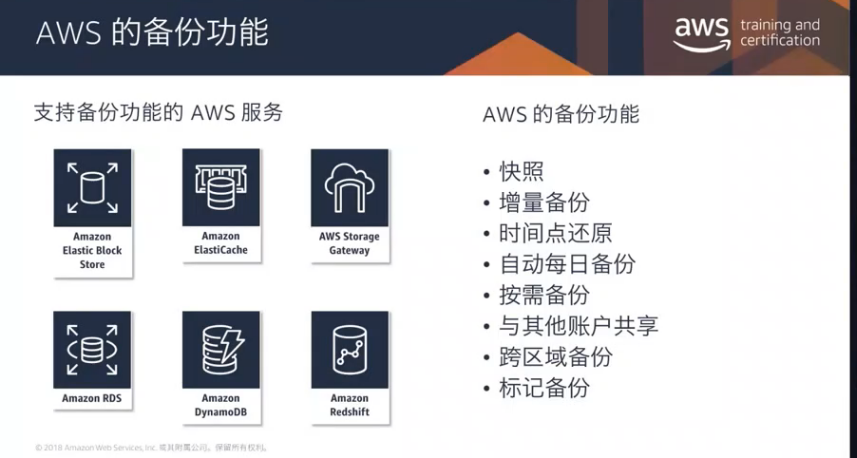 AWS 的备份功能
aws training and
certification
支持备份功能的 AWS 服务
Amazon
Elastic Block
Store
Amazon
ElastiCache
AWS Storage
Gateway
Amazon RDS
Amazon
DynamoDB
Amazon
Redshift
AWS 的备份功能
• 快照
• 增量备份
• 时间点还原
• 自动每日备份
• 按需备份
• 与其他账户共享
• 跨区域备份
• 标记备份
© 2018 Amazon Web Services, Inc. 或其附属公司。保留所有权利。